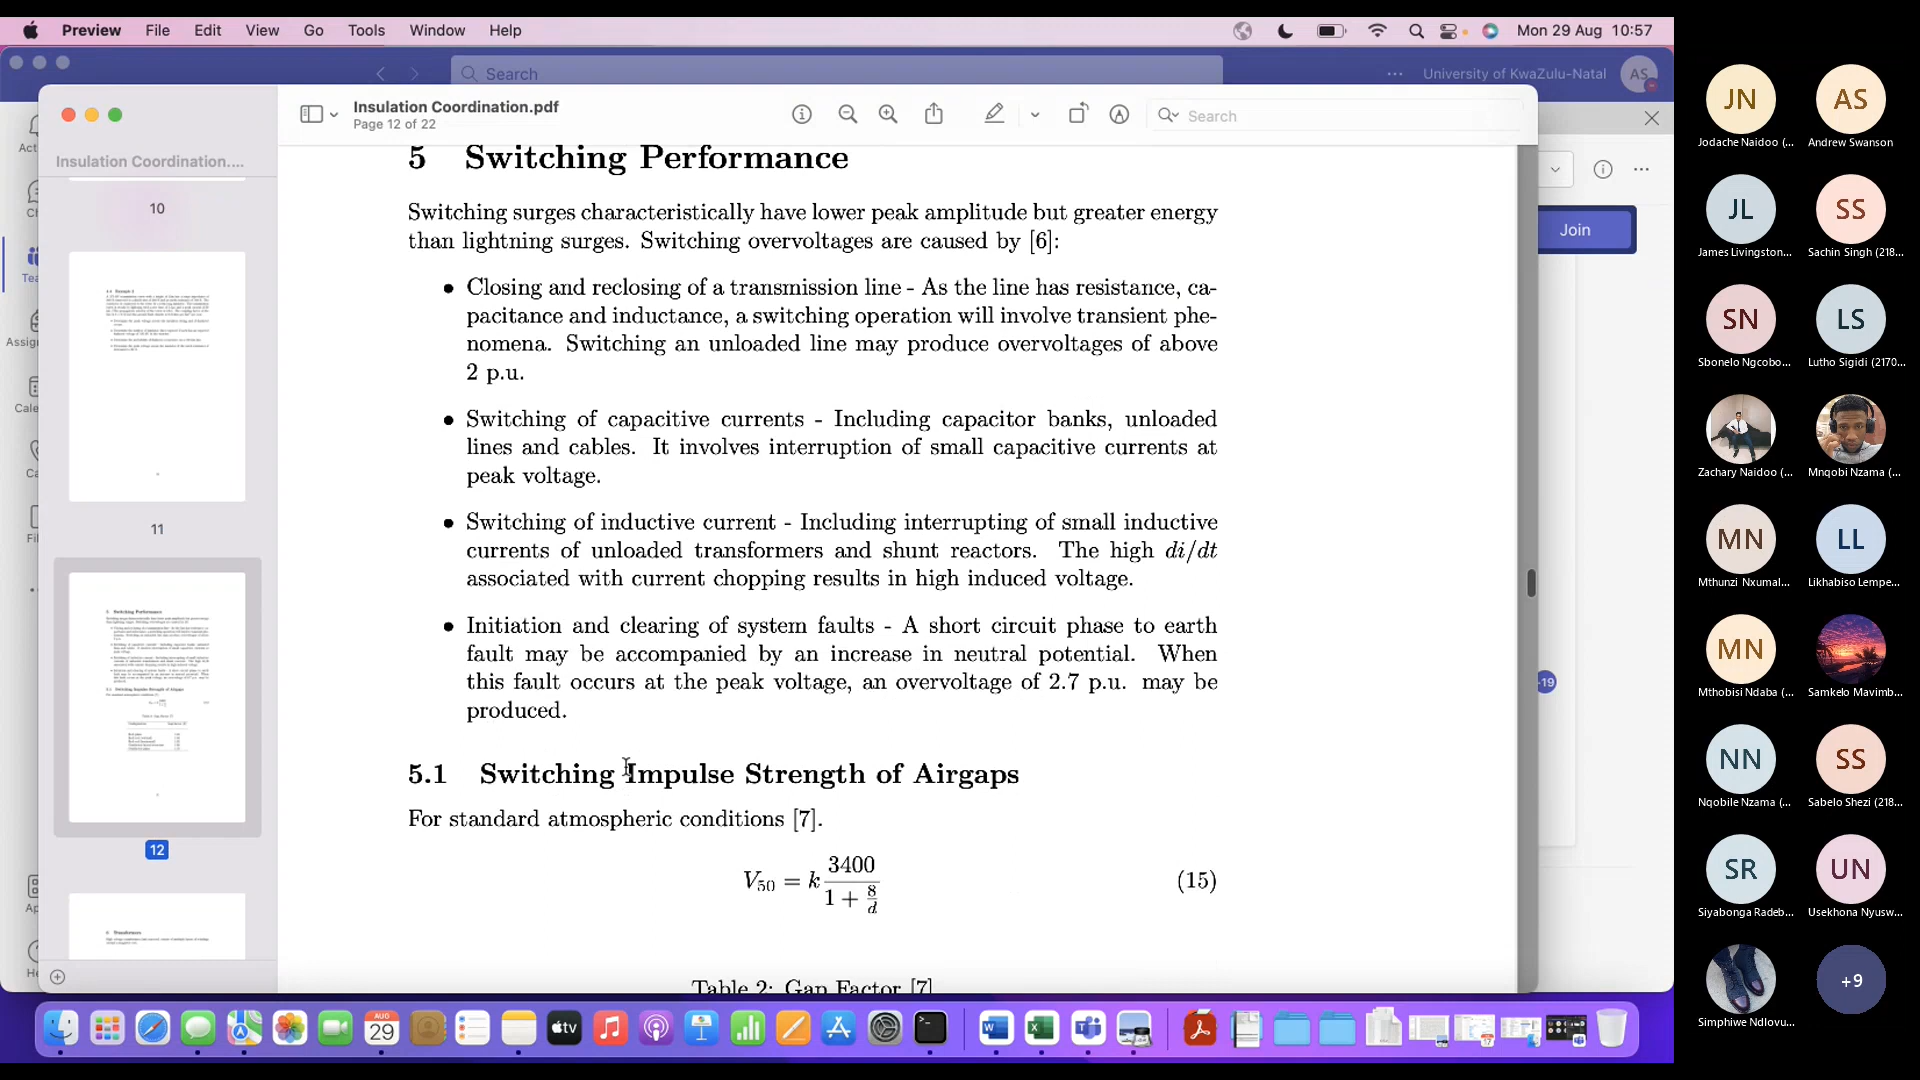 Preview File Edit View Go Tools Window Help Mon 29 Aug 10:57
Search ... University of KwaZulu-Natal AS
Insulation Coordination.pdf
Page 12 of 22
Search
Insulation Coordination....
10
11
12
Join
5 Switching Performance
Switching surges characteristically have lower peak amplitude but greater energy
than lightning surges. Switching overvoltages are caused by [6]:
• Closing and reclosing of a transmission line - As the line has resistance, ca-
pacitance and inductance, a switching operation will involve transient phe-
nomena. Switching an unloaded line may produce overvoltages of above
2 p.u.
• Switching of capacitive currents - Including capacitor banks, unloaded
lines and cables. It involves interruption of small capacitive currents at
peak voltage.
• Switching of inductive current - Including interrupting of small inductive
currents of unloaded transformers and shunt reactors. The high di/dt
associated with current chopping results in high induced voltage.
• Initiation and clearing of system faults - A short circuit phase to earth
fault may be accompanied by an increase in neutral potential. When
this fault occurs at the peak voltage, an overvoltage of 2.7 p.u. may be
produced.
5.1 Switching Impulse Strength of Airgaps
For standard atmospheric conditions [7].
V50 = k 3400 / (1 + 8/d) (15)
Table 2: Gap Factor [7]
AUG
29
tv
JN AS
Jodache Naidoo (... Andrew Swanson
JL SS
James Livingston... Sachin Singh (218...
SN LS
Sbonelo Ngcobo... Lutho Sigidi (2170...
Zachary Naidoo (... Mnqobi Nzama (...
MN LL
Mthunzi Nxumal... Likhabiso Lempe...
MN
Mthobisi Ndaba (... Samkelo Mavimb...
NN SS
Nqobile Nzama (... Sabelo Shezi (218...
SR UN
Siyabonga Radeb... Usekhona Nyusw...
+9
Simphiwe Ndlovu...